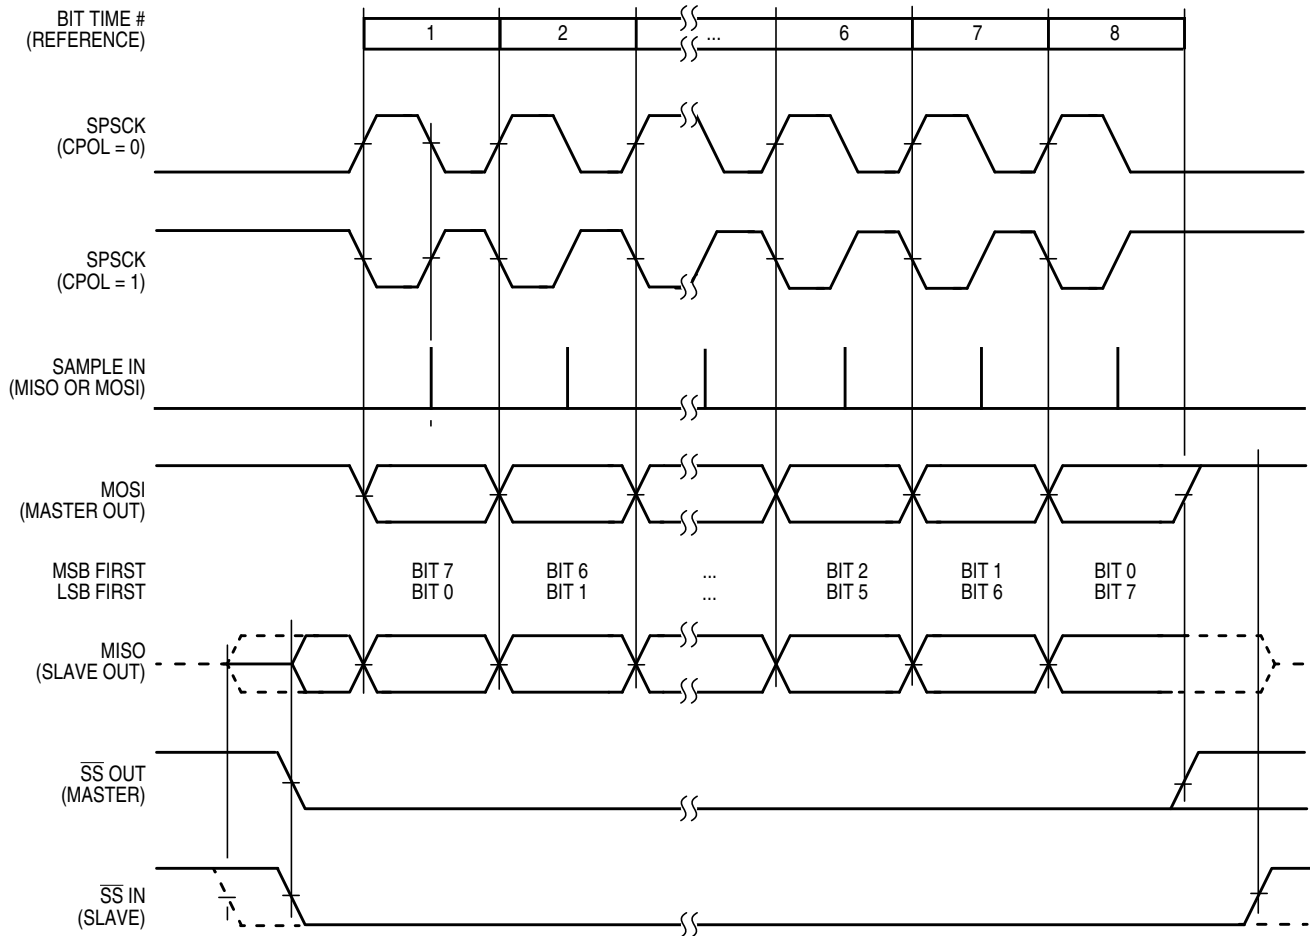 BIT TIME #
(REFERENCE)
1 2 ... 6 7 8
SPSCK
(CPOL = 0)
SPSCK
(CPOL = 1)
SAMPLE IN
(MISO OR MOSI)
MOSI
(MASTER OUT)
MSB FIRST BIT 7 BIT 6 ... BIT 2 BIT 1 BIT 0
LSB FIRST BIT 0 BIT 1 ... BIT 5 BIT 6 BIT 7
MISO
(SLAVE OUT)
SS OUT
(MASTER)
SS IN
(SLAVE)